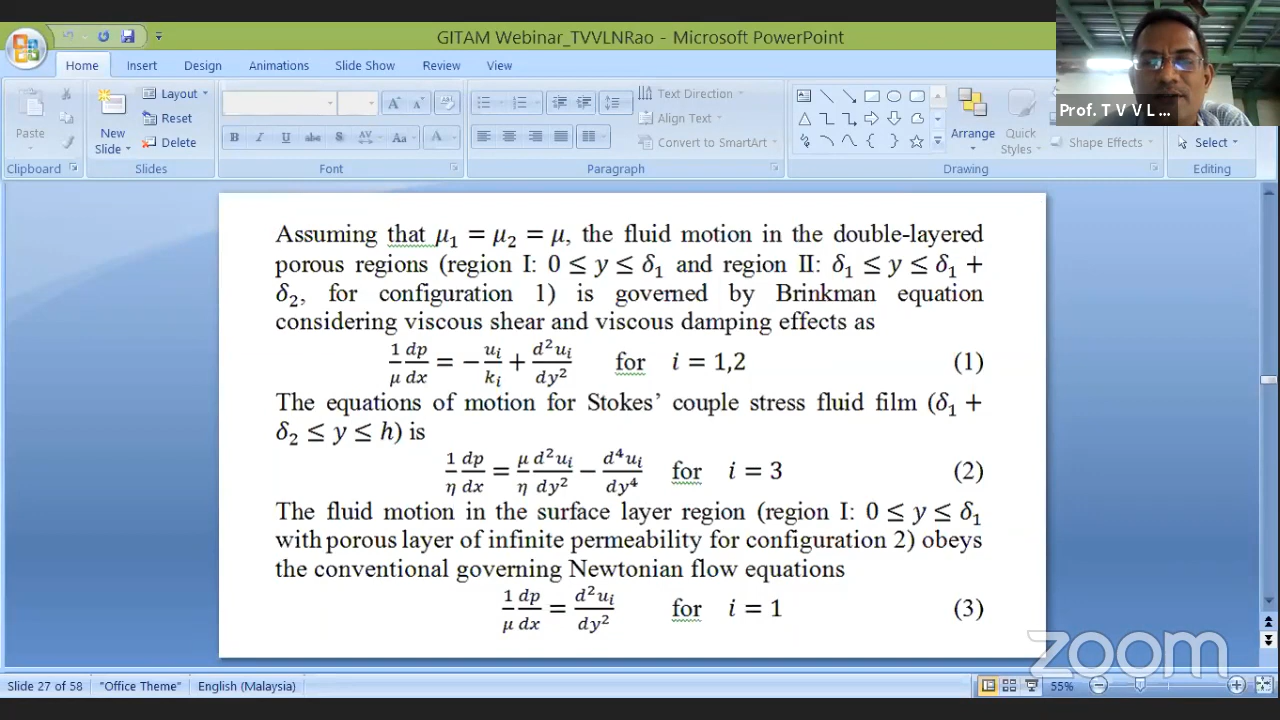 GITAM Webinar_TVVLNRao - Microsoft PowerPoint
Home Insert Design Animations Slide Show Review View
Paste
Clipboard
New Slide
Layout
Reset
Delete
Slides
B I U abc S AV Aa A
Font
Text Direction
Align Text
Convert to SmartArt
Paragraph
Arrange
Quick Styles
Shape Effects
Drawing
Select
Editing
Prof. T V V L ...
Assuming that μ₁ = μ₂ = μ, the fluid motion in the double-layered
porous regions (region I: 0 ≤ y ≤ δ₁ and region II: δ₁ ≤ y ≤ δ₁ +
δ₂, for configuration 1) is governed by Brinkman equation
considering viscous shear and viscous damping effects as
1/μ dp/dx = − uᵢ/kᵢ + d²uᵢ/dy² for i = 1,2 (1)
The equations of motion for Stokes' couple stress fluid film (δ₁ +
δ₂ ≤ y ≤ h) is
1/η dp/dx = μ/η d²uᵢ/dy² − d⁴uᵢ/dy⁴ for i = 3 (2)
The fluid motion in the surface layer region (region I: 0 ≤ y ≤ δ₁
with porous layer of infinite permeability for configuration 2) obeys
the conventional governing Newtonian flow equations
1/μ dp/dx = d²uᵢ/dy² for i = 1 (3)
zoom
Slide 27 of 58 "Office Theme" English (Malaysia) 55%